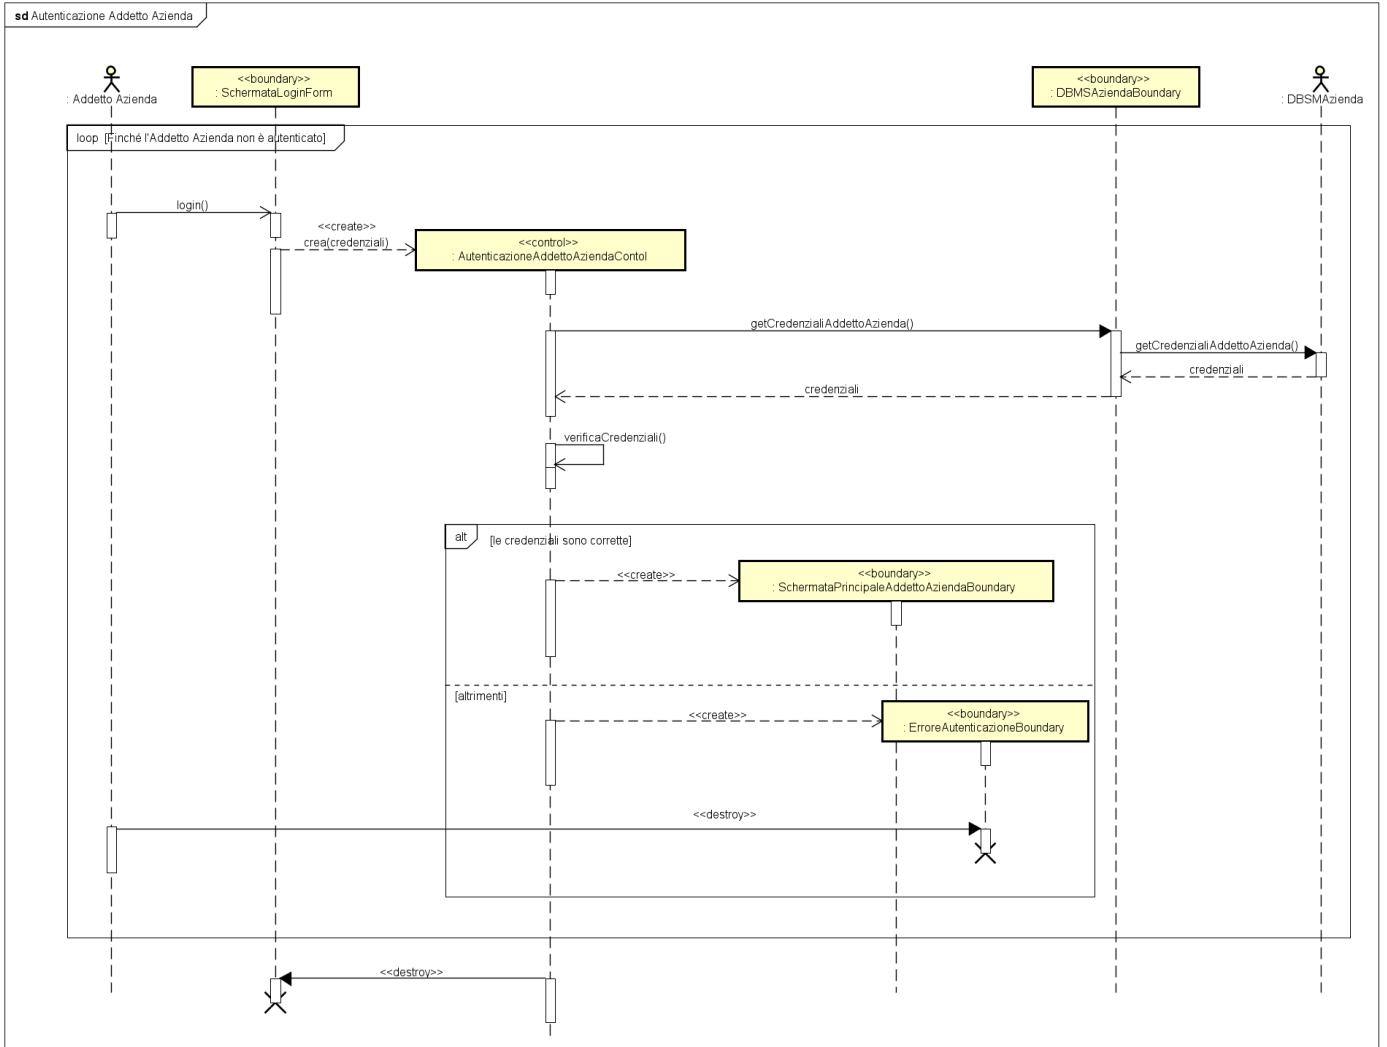 sd Autenticazione Addetto Azienda
<<boundary>>
: SchermataLoginForm
<<boundary>>
: DBMSAziendaBoundary
: Addetto Azienda
: DBSMAzienda
loop [Finché l'Addetto Azienda non è autenticato]
login()
<<create>>
crea(credenziali)
<<control>>
: AutenticazioneAddettoAziendaContol
getCredenzialiAddettoAzienda()
getCredenzialiAddettoAzienda()
credenziali
credenziali
verificaCredenziali()
alt [le credenziali sono corrette]
<<create>>
<<boundary>>
: SchermataPrincipaleAddettoAziendaBoundary
[altrimenti]
<<create>>
<<boundary>>
: ErroreAutenticazioneBoundary
<<destroy>>
<<destroy>>